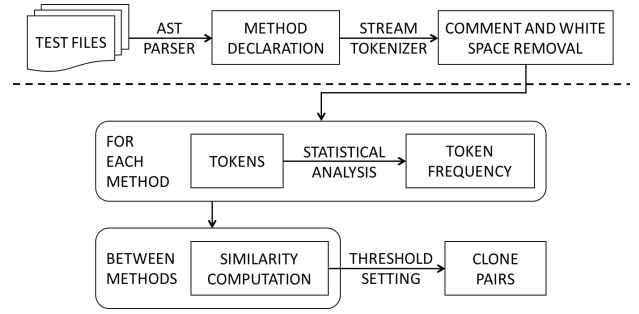 TEST FILES
AST
PARSER
METHOD
DECLARATION
STREAM
TOKENIZER
COMMENT AND WHITE
SPACE REMOVAL
FOR
EACH
METHOD
TOKENS
STATISTICAL
ANALYSIS
TOKEN
FREQUENCY
BETWEEN
METHODS
SIMILARITY
COMPUTATION
THRESHOLD
SETTING
CLONE
PAIRS